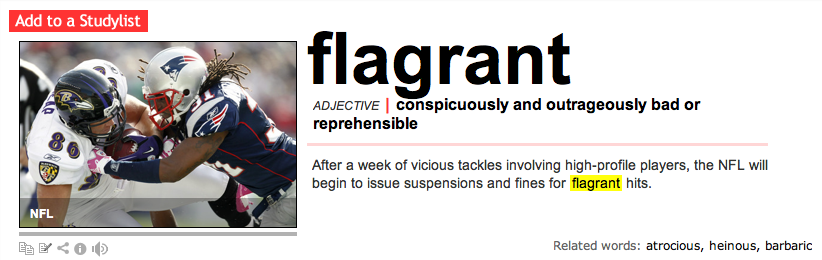 Add to a Studylist
flagrant
ADJECTIVE | conspicuously and outrageously bad or
reprehensible
After a week of vicious tackles involving high-profile players, the NFL will
begin to issue suspensions and fines for flagrant hits.
86
NFL
Related words: atrocious, heinous, barbaric